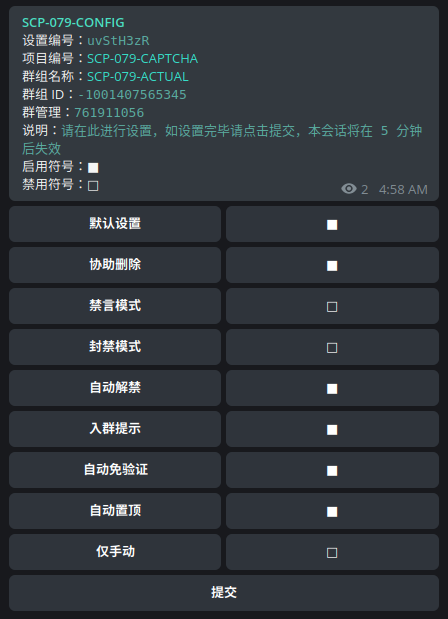 SCP-079-CONFIG
设置编号：uvStH3zR
项目编号：SCP-079-CAPTCHA
群组名称：SCP-079-ACTUAL
群组 ID：-1001407565345
群管理：761911056
说明：请在此进行设置，如设置完毕请点击提交，本会话将在 5 分钟
后失效
启用符号：■
禁用符号：□
2 4:58 AM
默认设置 ■
协助删除 ■
禁言模式 □
封禁模式 □
自动解禁 ■
入群提示 ■
自动免验证 ■
自动置顶 ■
仅手动 □
提交